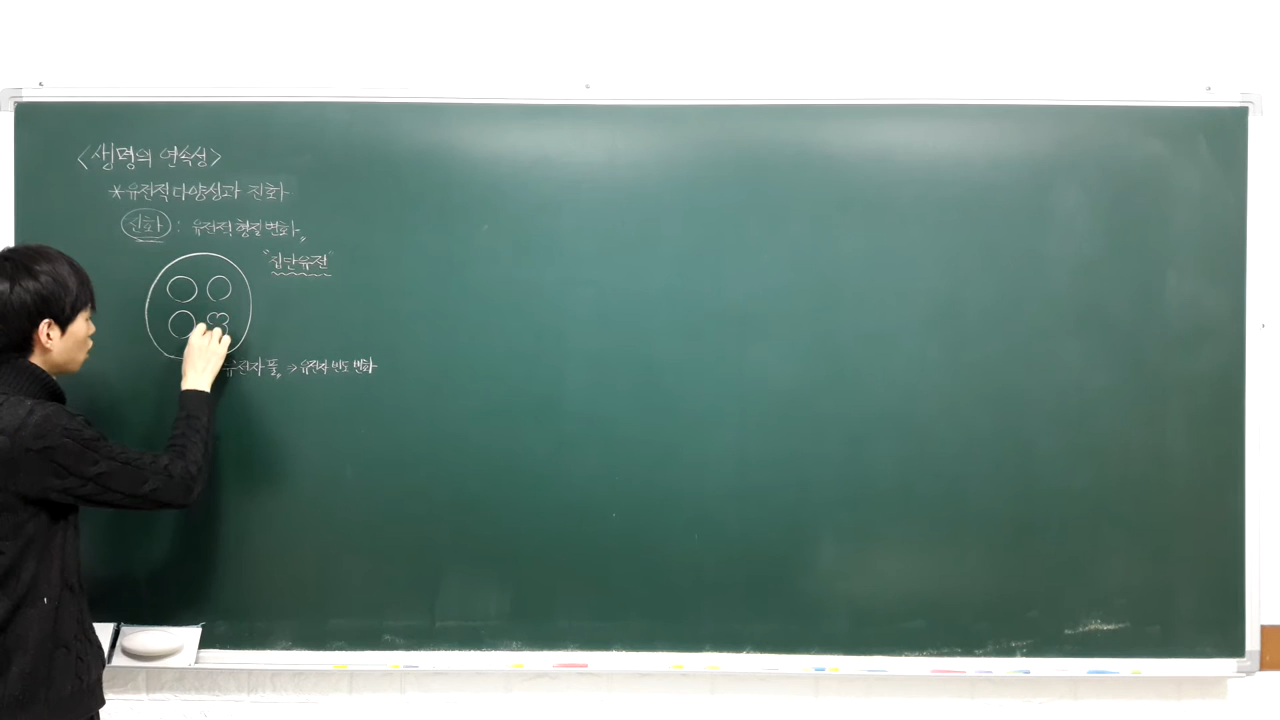 <생명의 연속성>
*유전적 다양성과 진화
진화 : 유전적 형질 변화〃
"집단유전"
유전자 풀〃 → 유전자 빈도 변화